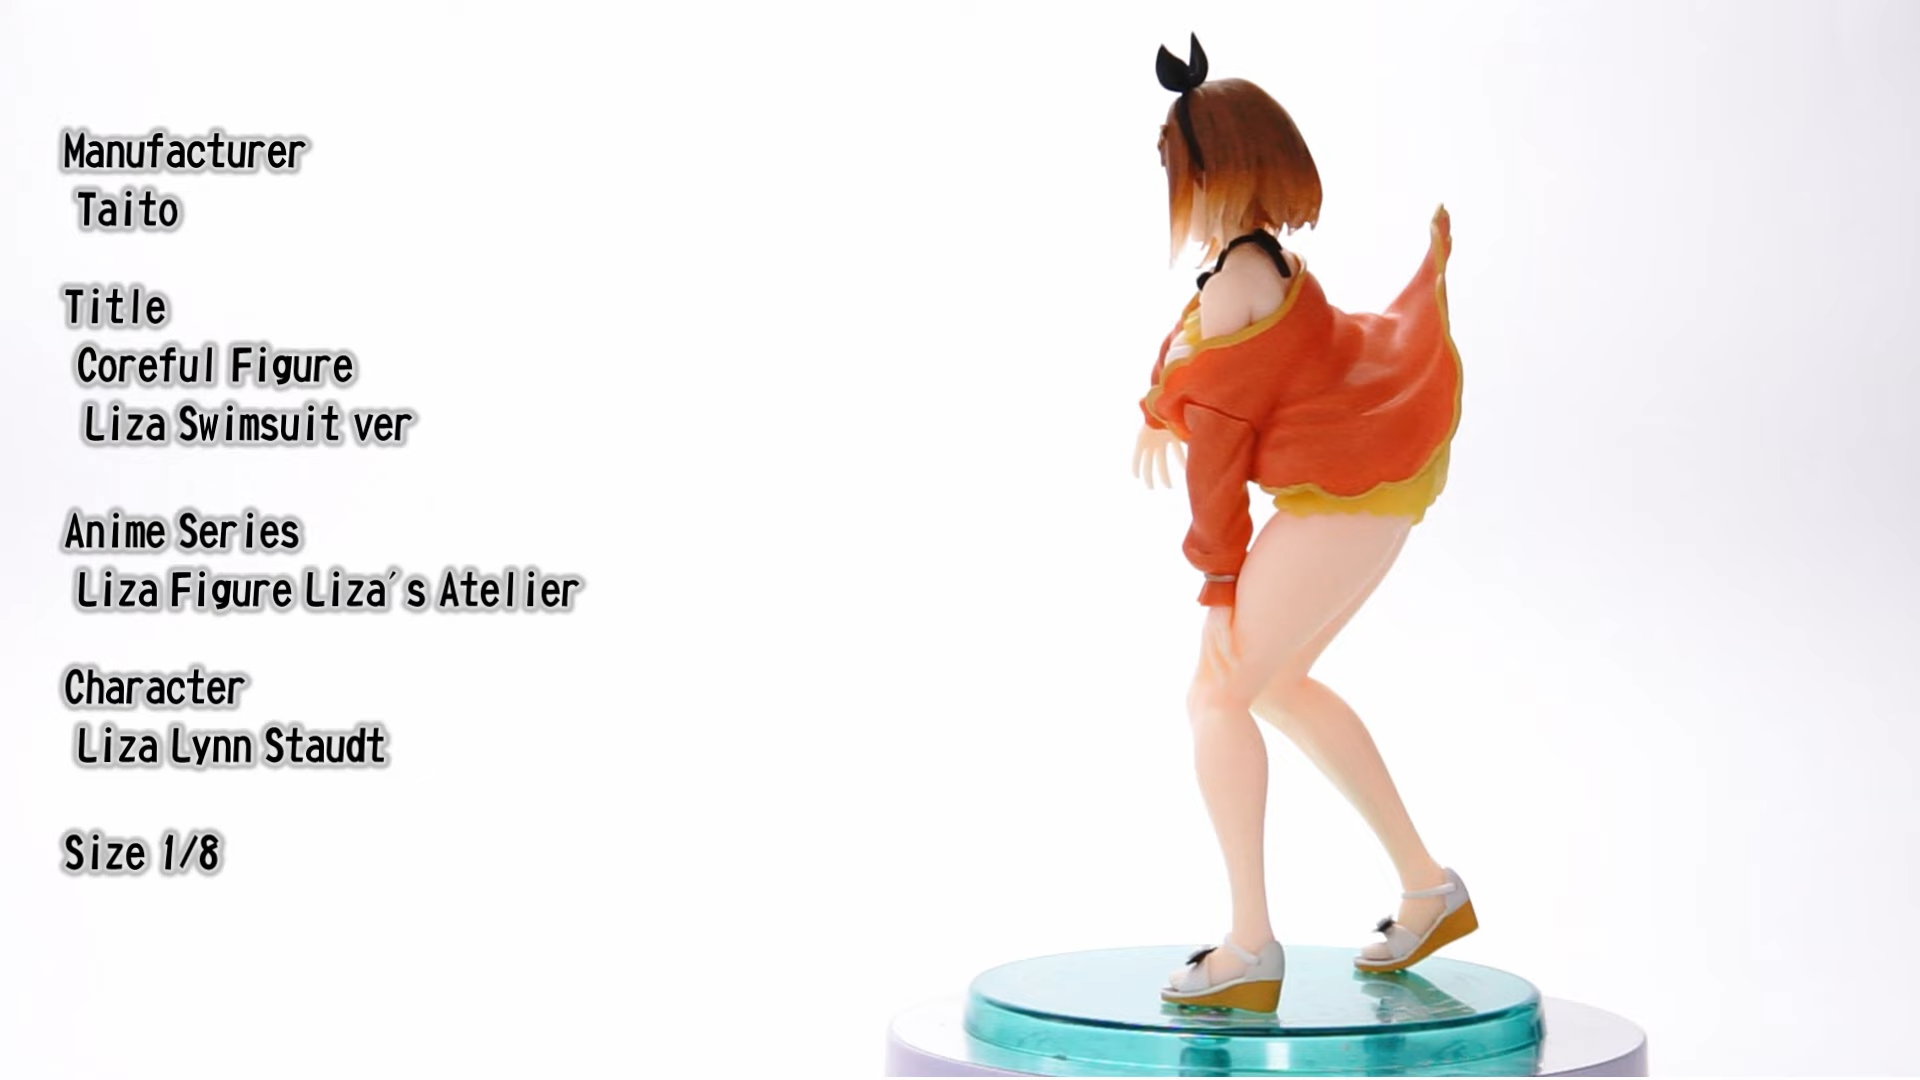 Manufacturer
Taito
Title
Coreful Figure
Liza Swimsuit ver
Anime Series
Liza Figure Liza's Atelier
Character
Liza Lynn Staudt
Size 1/8